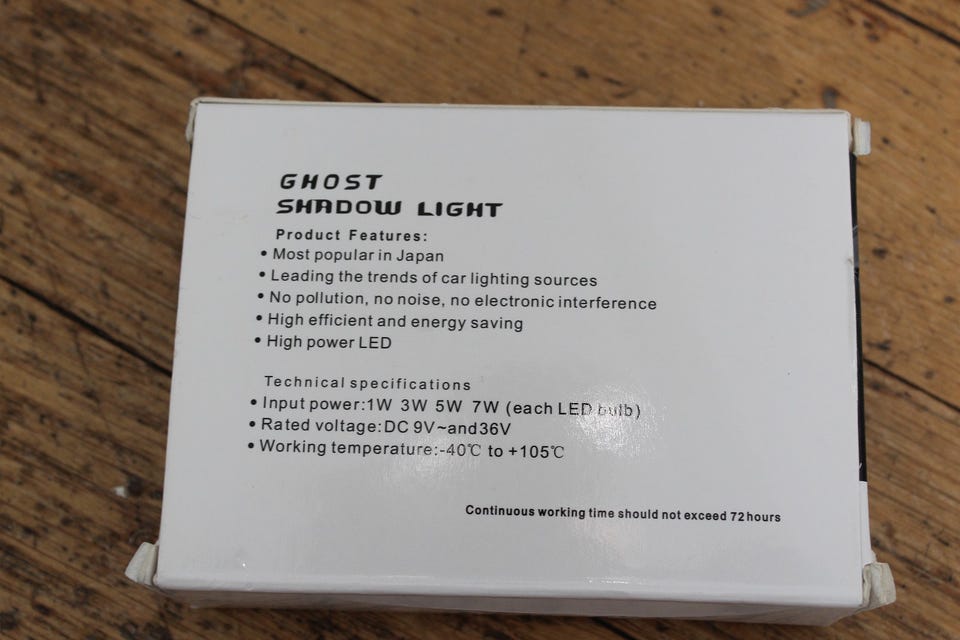 GHOST
SHADOW LIGHT
Product Features:
• Most popular in Japan
• Leading the trends of car lighting sources
• No pollution, no noise, no electronic interference
• High efficient and energy saving
• High power LED
Technical specifications
• Input power:1W 3W 5W 7W (each LED bulb)
• Rated voltage:DC 9V~and36V
• Working temperature:-40℃ to +105℃
Continuous working time should not exceed 72hours